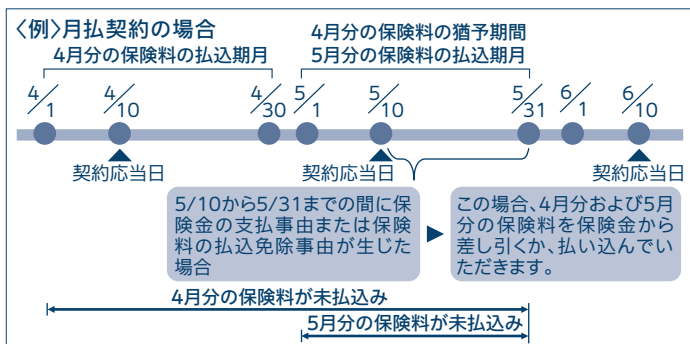 〈例〉月払契約の場合
4月分の保険料の払込期月
4月分の保険料の猶予期間
5月分の保険料の払込期月
4/1
4/10
4/30
5/1
5/10
5/31
6/1
6/10
契約応当日
契約応当日
契約応当日
5/10から5/31までの間に保
険金の支払事由または保険
料の払込免除事由が生じた
場合
この場合、4月分および5月
分の保険料を保険金から
差し引くか、払い込んでい
ただきます。
4月分の保険料が未払込み
5月分の保険料が未払込み